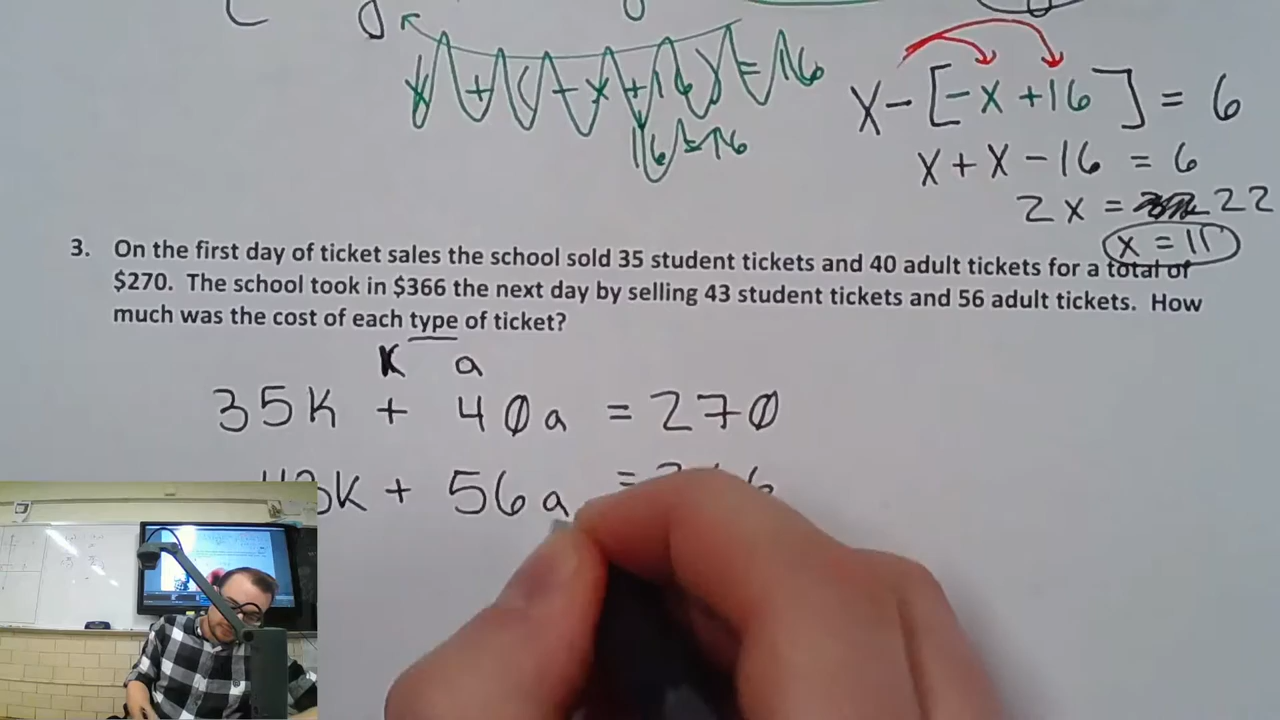 x + (-x + 16) = 16
16 = 16
x - [-x + 16] = 6
x + x - 16 = 6
2x = 22
x = 11
3. On the first day of ticket sales the school sold 35 student tickets and 40 adult tickets for a total of
$270. The school took in $366 the next day by selling 43 student tickets and 56 adult tickets. How
much was the cost of each type of ticket?
K a
35K + 40a = 270
43K + 56a = 366